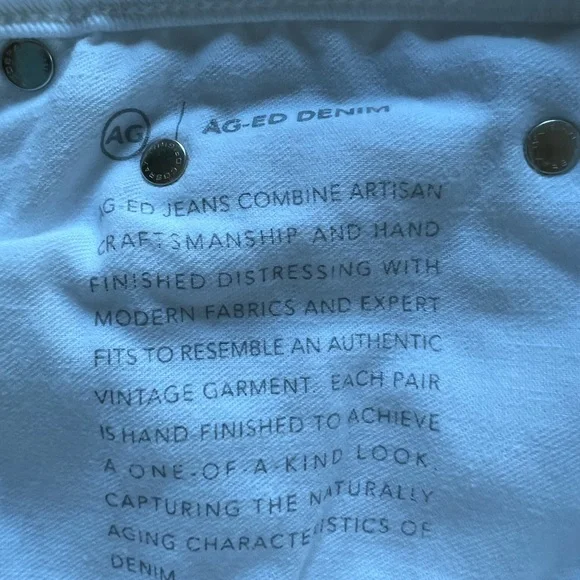 AG AG-ED DENIM
AG-ED JEANS COMBINE ARTISAN
CRAFTSMANSHIP AND HAND
FINISHED DISTRESSING WITH
MODERN FABRICS AND EXPERT
FITS TO RESEMBLE AN AUTHENTIC
VINTAGE GARMENT. EACH PAIR
IS HAND-FINISHED TO ACHIEVE
A ONE-OF-A-KIND LOOK,
CAPTURING THE NATURALLY
AGING CHARACTERISTICS OF
DENIM